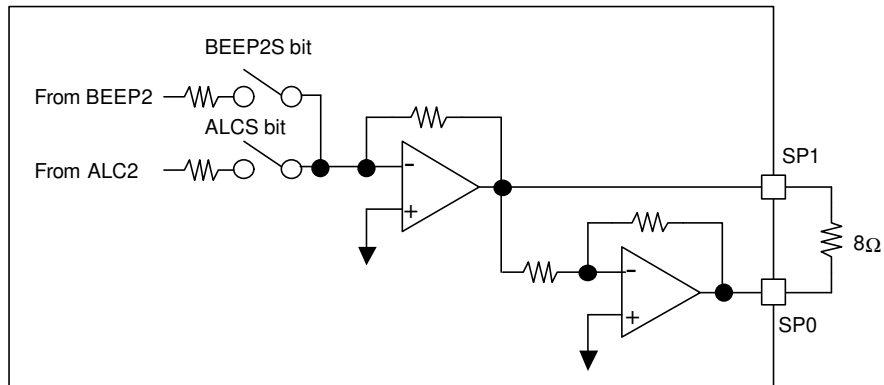 BEEP2S bit
From BEEP2
ALCS bit
From ALC2
-
+
SP1
8Ω
-
+
SP0